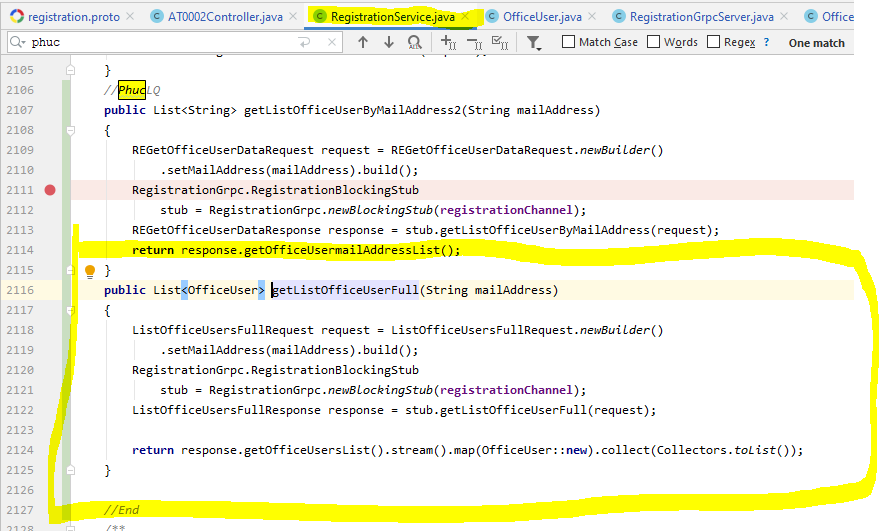 registration.proto × AT0002Controller.java × RegistrationService.java × OfficeUser.java × RegistrationGrpcServer.java × Office
phuc × Match Case Words Regex ? One match
2105 }
2106 //PhucLQ
2107 public List<String> getListOfficeUserByMailAddress2(String mailAddress)
2108 {
2109 REGetOfficeUserDataRequest request = REGetOfficeUserDataRequest.newBuilder()
2110 .setMailAddress(mailAddress).build();
2111 RegistrationGrpc.RegistrationBlockingStub
2112 stub = RegistrationGrpc.newBlockingStub(registrationChannel);
2113 REGetOfficeUserDataResponse response = stub.getListOfficeUserByMailAddress(request);
2114 return response.getOfficeUsermailAddressList();
2115 }
2116 public List<OfficeUser> getListOfficeUserFull(String mailAddress)
2117 {
2118 ListOfficeUsersFullRequest request = ListOfficeUsersFullRequest.newBuilder()
2119 .setMailAddress(mailAddress).build();
2120 RegistrationGrpc.RegistrationBlockingStub
2121 stub = RegistrationGrpc.newBlockingStub(registrationChannel);
2122 ListOfficeUsersFullResponse response = stub.getListOfficeUserFull(request);
2123
2124 return response.getOfficeUsersList().stream().map(OfficeUser::new).collect(Collectors.toList());
2125 }
2126
2127 //End
2128 /**